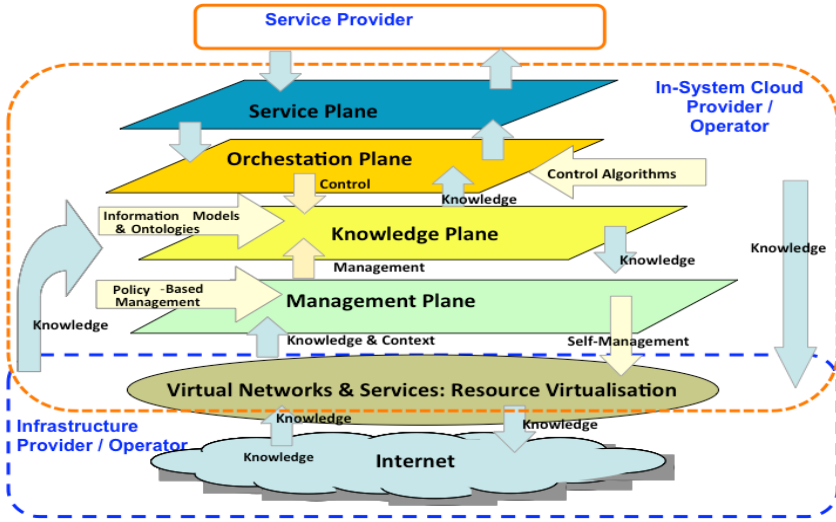 Service Provider
In-System Cloud
Provider /
Operator
Service Plane
Orchestation Plane
Control Algorithms
Control
Knowledge
Information Models
& Ontologies
Knowledge Plane
Knowledge
Knowledge
Management
Policy -Based
Management
Management Plane
Knowledge
Knowledge & Context
Self-Management
Virtual Networks & Services: Resource Virtualisation
Infrastructure
Provider / Operator
Knowledge
Knowledge
Knowledge
Internet